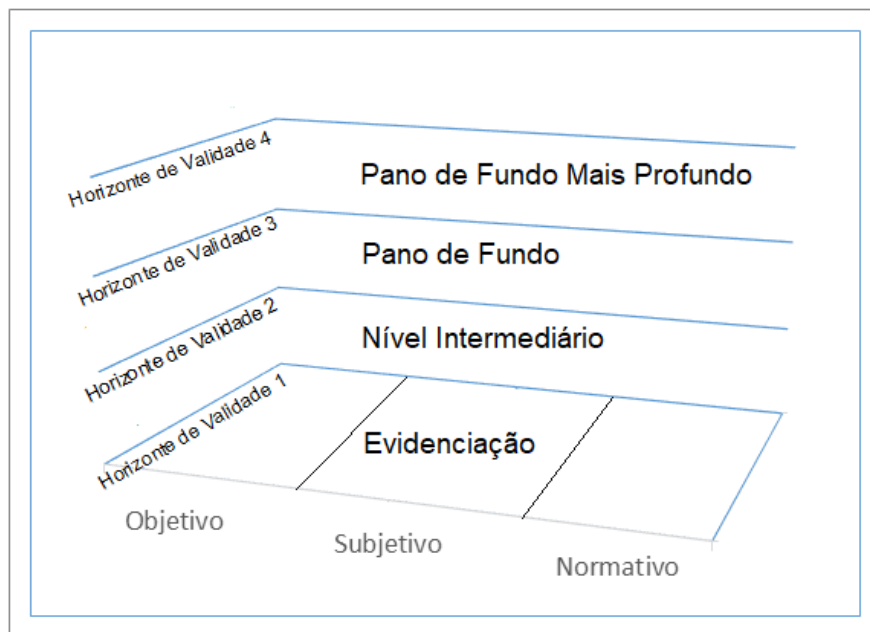 Horizonte de Validade 4
Pano de Fundo Mais Profundo
Horizonte de Validade 3
Pano de Fundo
Horizonte de Validade 2
Nível Intermediário
Horizonte de Validade 1
Evidenciação
Objetivo
Subjetivo
Normativo